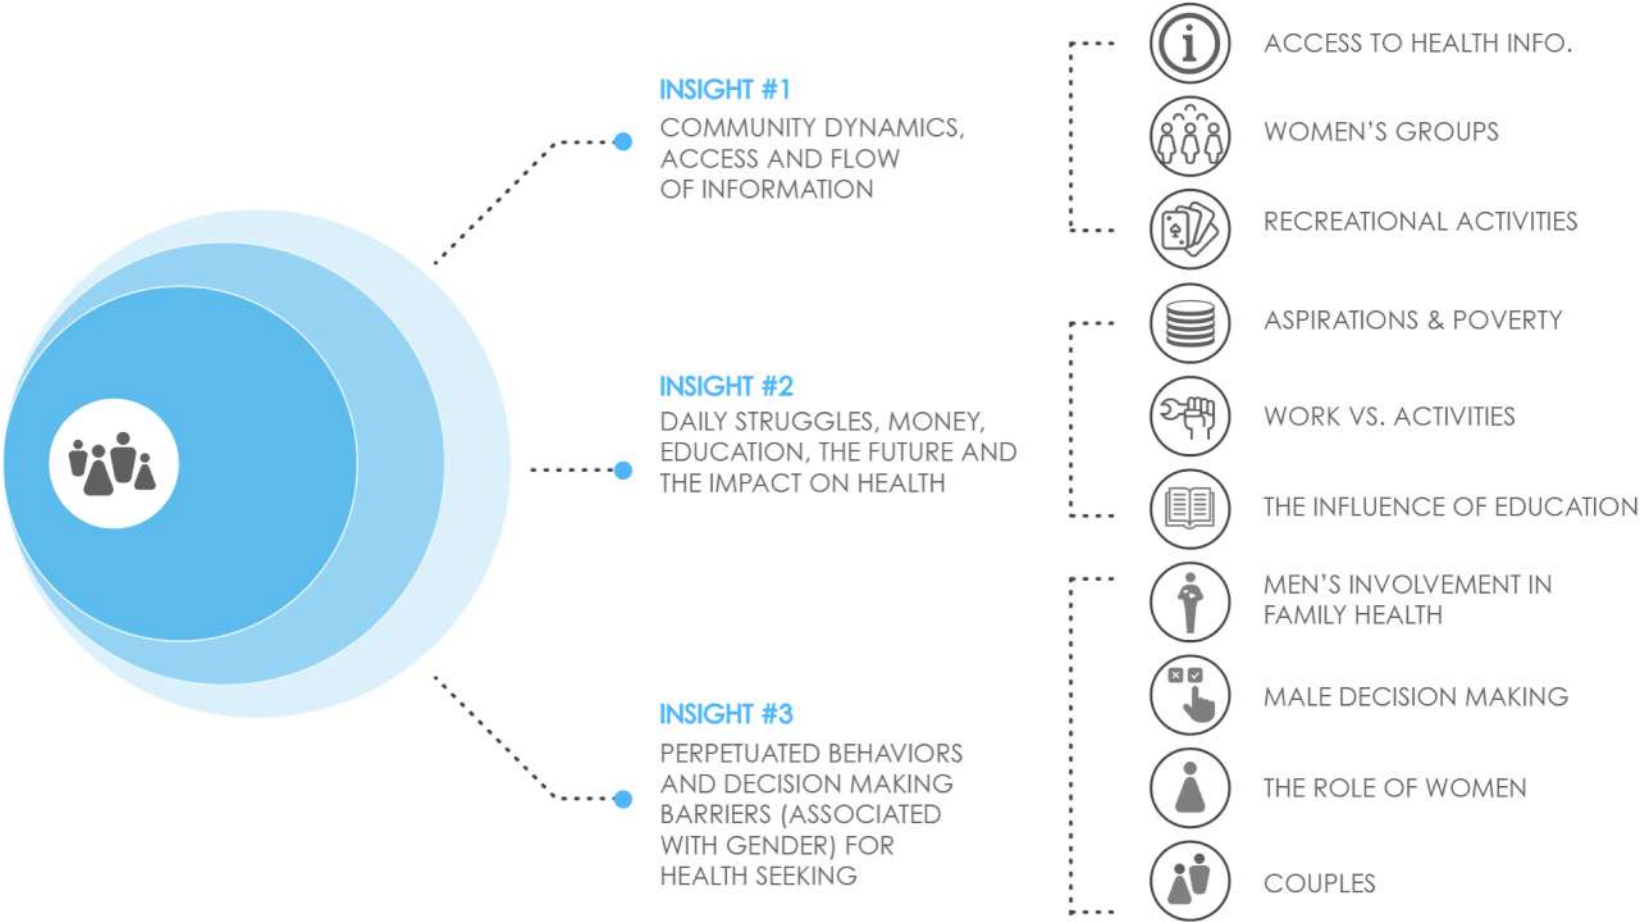 INSIGHT #1
COMMUNITY DYNAMICS,
ACCESS AND FLOW
OF INFORMATION
ACCESS TO HEALTH INFO.
WOMEN'S GROUPS
RECREATIONAL ACTIVITIES
INSIGHT #2
DAILY STRUGGLES, MONEY,
EDUCATION, THE FUTURE AND
THE IMPACT ON HEALTH
ASPIRATIONS & POVERTY
WORK VS. ACTIVITIES
THE INFLUENCE OF EDUCATION
INSIGHT #3
PERPETUATED BEHAVIORS
AND DECISION MAKING
BARRIERS (ASSOCIATED
WITH GENDER) FOR
HEALTH SEEKING
MEN'S INVOLVEMENT IN
FAMILY HEALTH
MALE DECISION MAKING
THE ROLE OF WOMEN
COUPLES